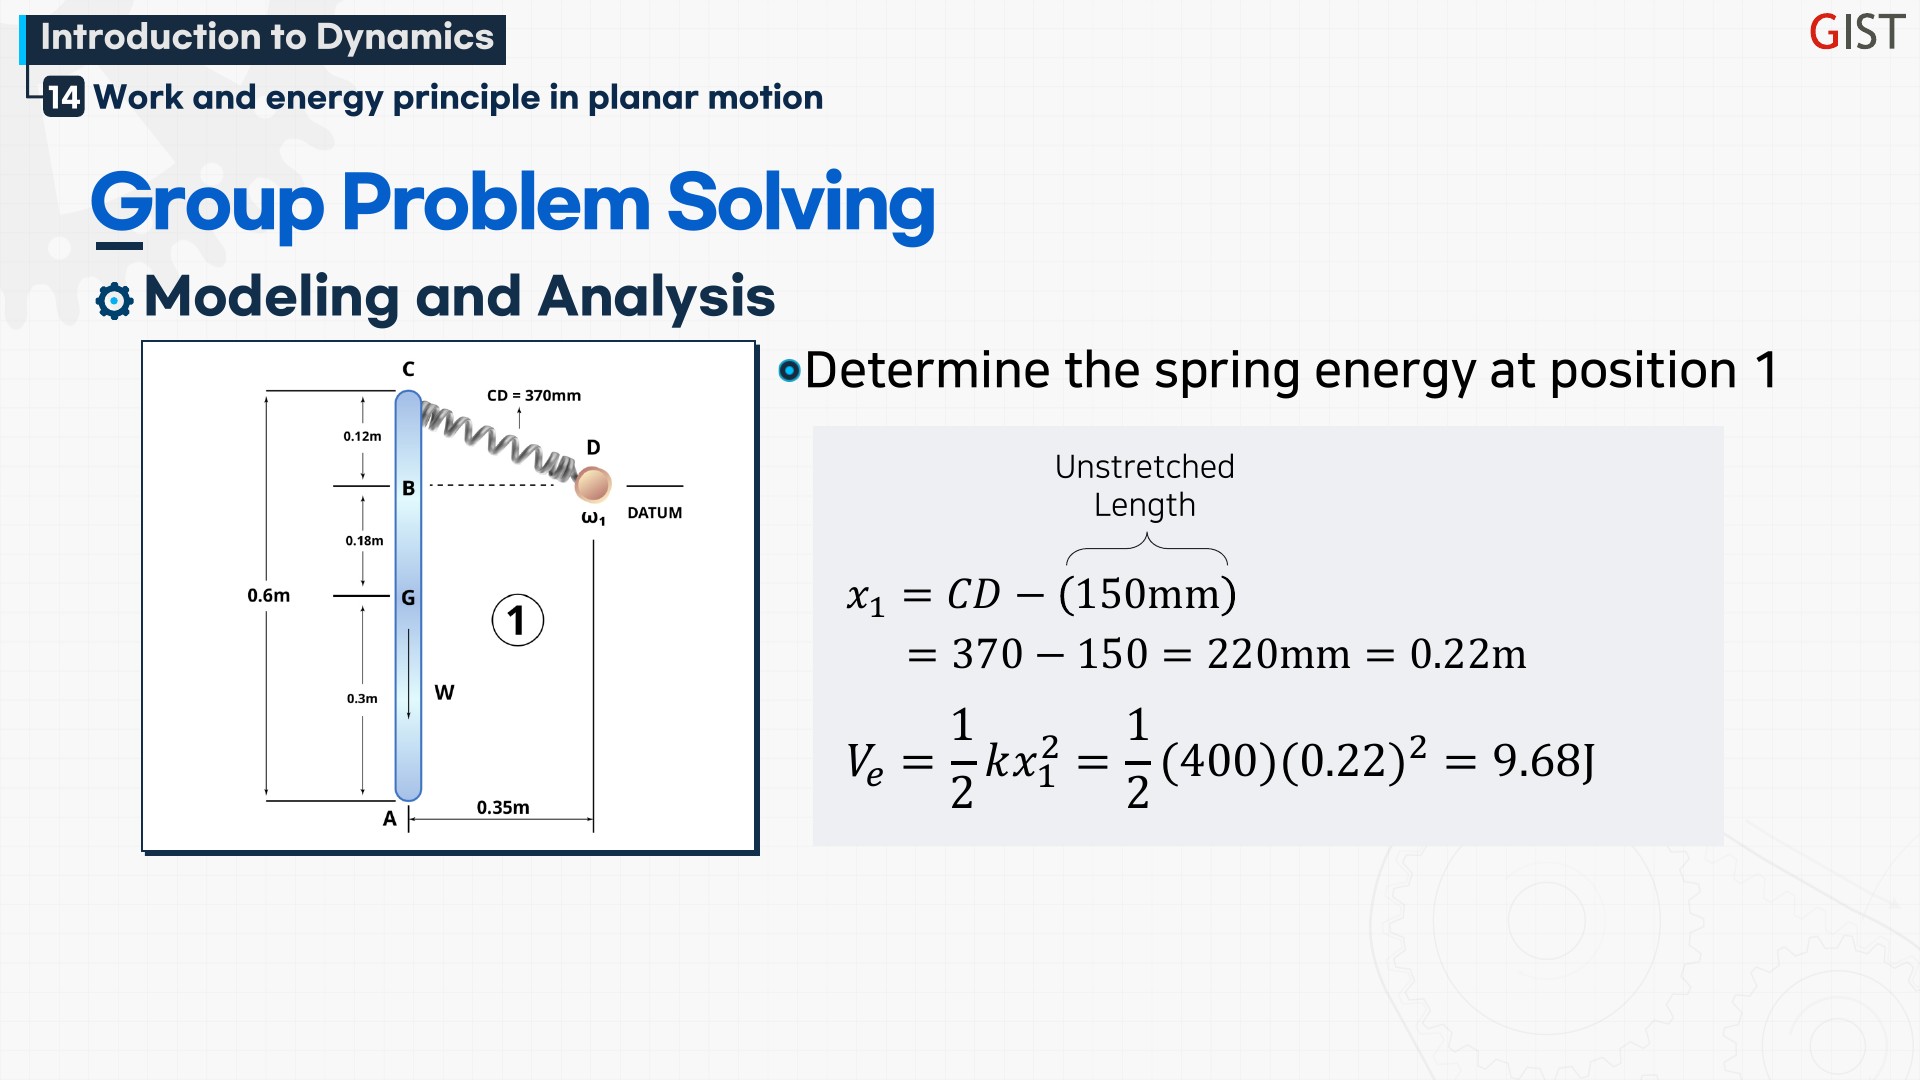 Introduction to Dynamics
GIST
14 Work and energy principle in planar motion
Group Problem Solving
Modeling and Analysis
Determine the spring energy at position 1
C
CD = 370mm
0.12m
D
B
ω₁
DATUM
0.18m
0.6m
G
1
0.3m
W
A
0.35m
Unstretched
Length
x₁ = CD − (150mm)
= 370 − 150 = 220mm = 0.22m
Vₑ = 1/2 kx₁² = 1/2 (400)(0.22)² = 9.68J